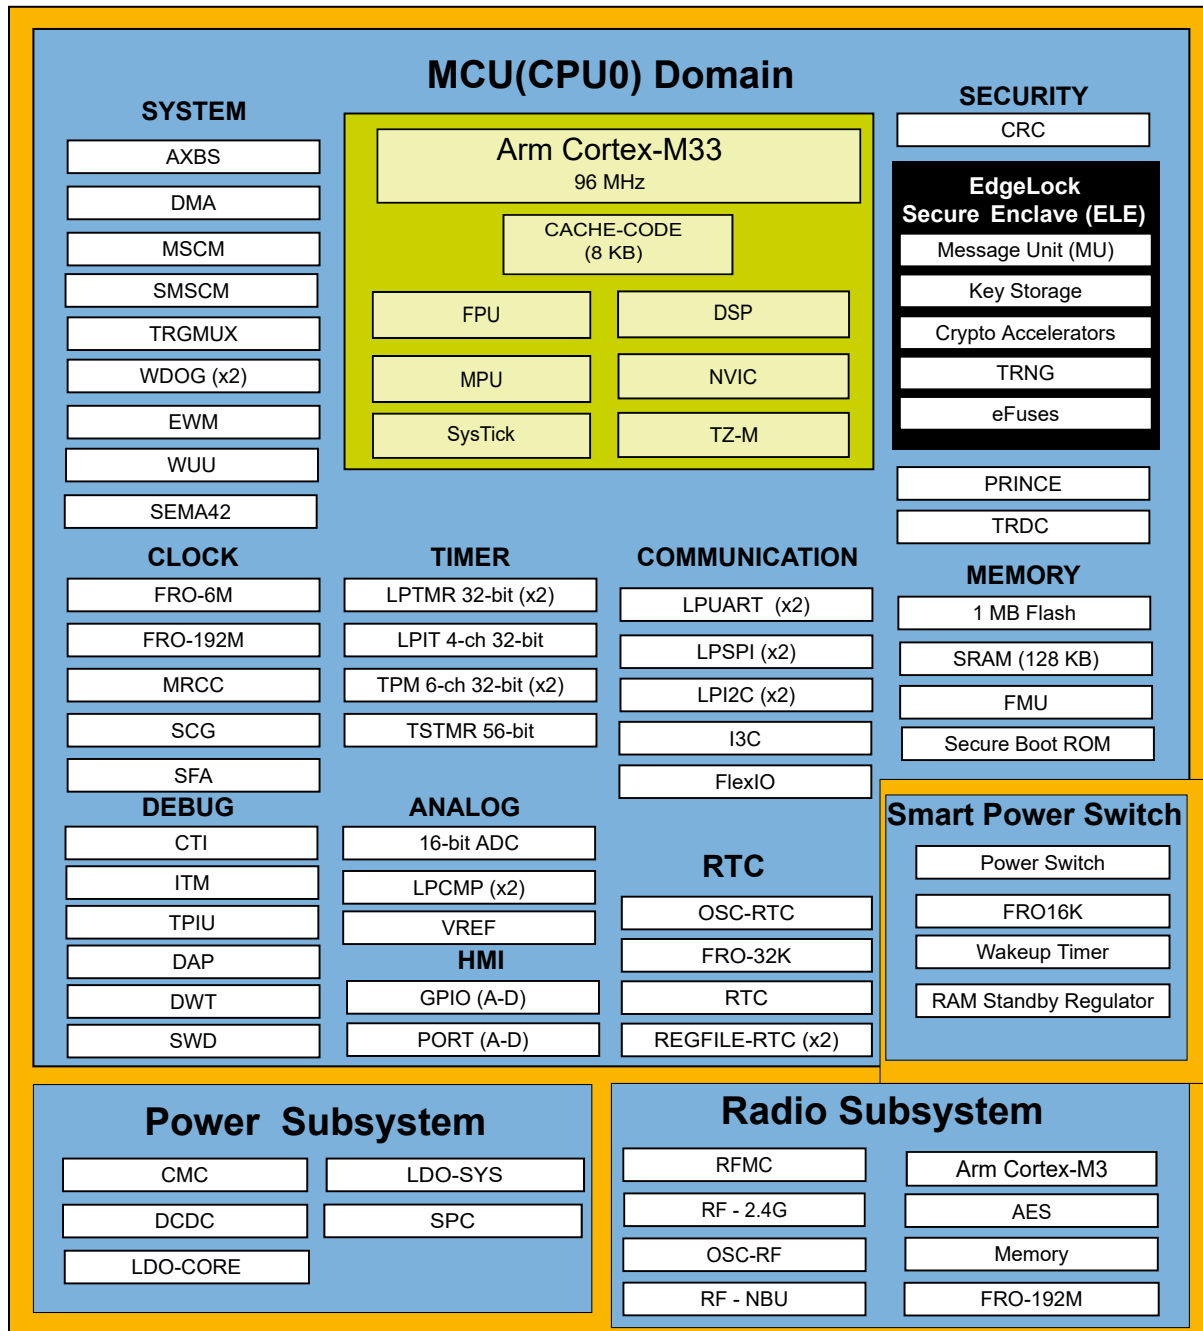 MCU(CPU0) Domain
SYSTEM
AXBS
DMA
MSCM
SMSCM
TRGMUX
WDOG (x2)
EWM
WUU
SEMA42
Arm Cortex-M33
96 MHz
CACHE-CODE
(8 KB)
FPU
DSP
MPU
NVIC
SysTick
TZ-M
SECURITY
CRC
EdgeLock
Secure Enclave (ELE)
Message Unit (MU)
Key Storage
Crypto Accelerators
TRNG
eFuses
PRINCE
TRDC
CLOCK
FRO-6M
FRO-192M
MRCC
SCG
SFA
TIMER
LPTMR 32-bit (x2)
LPIT 4-ch 32-bit
TPM 6-ch 32-bit (x2)
TSTMR 56-bit
COMMUNICATION
LPUART (x2)
LPSPI (x2)
LPI2C (x2)
I3C
FlexIO
MEMORY
1 MB Flash
SRAM (128 KB)
FMU
Secure Boot ROM
DEBUG
CTI
ITM
TPIU
DAP
DWT
SWD
ANALOG
16-bit ADC
LPCMP (x2)
VREF
HMI
GPIO (A-D)
PORT (A-D)
RTC
OSC-RTC
FRO-32K
RTC
REGFILE-RTC (x2)
Smart Power Switch
Power Switch
FRO16K
Wakeup Timer
RAM Standby Regulator
Power Subsystem
CMC
LDO-SYS
DCDC
SPC
LDO-CORE
Radio Subsystem
RFMC
Arm Cortex-M3
RF - 2.4G
AES
OSC-RF
Memory
RF - NBU
FRO-192M